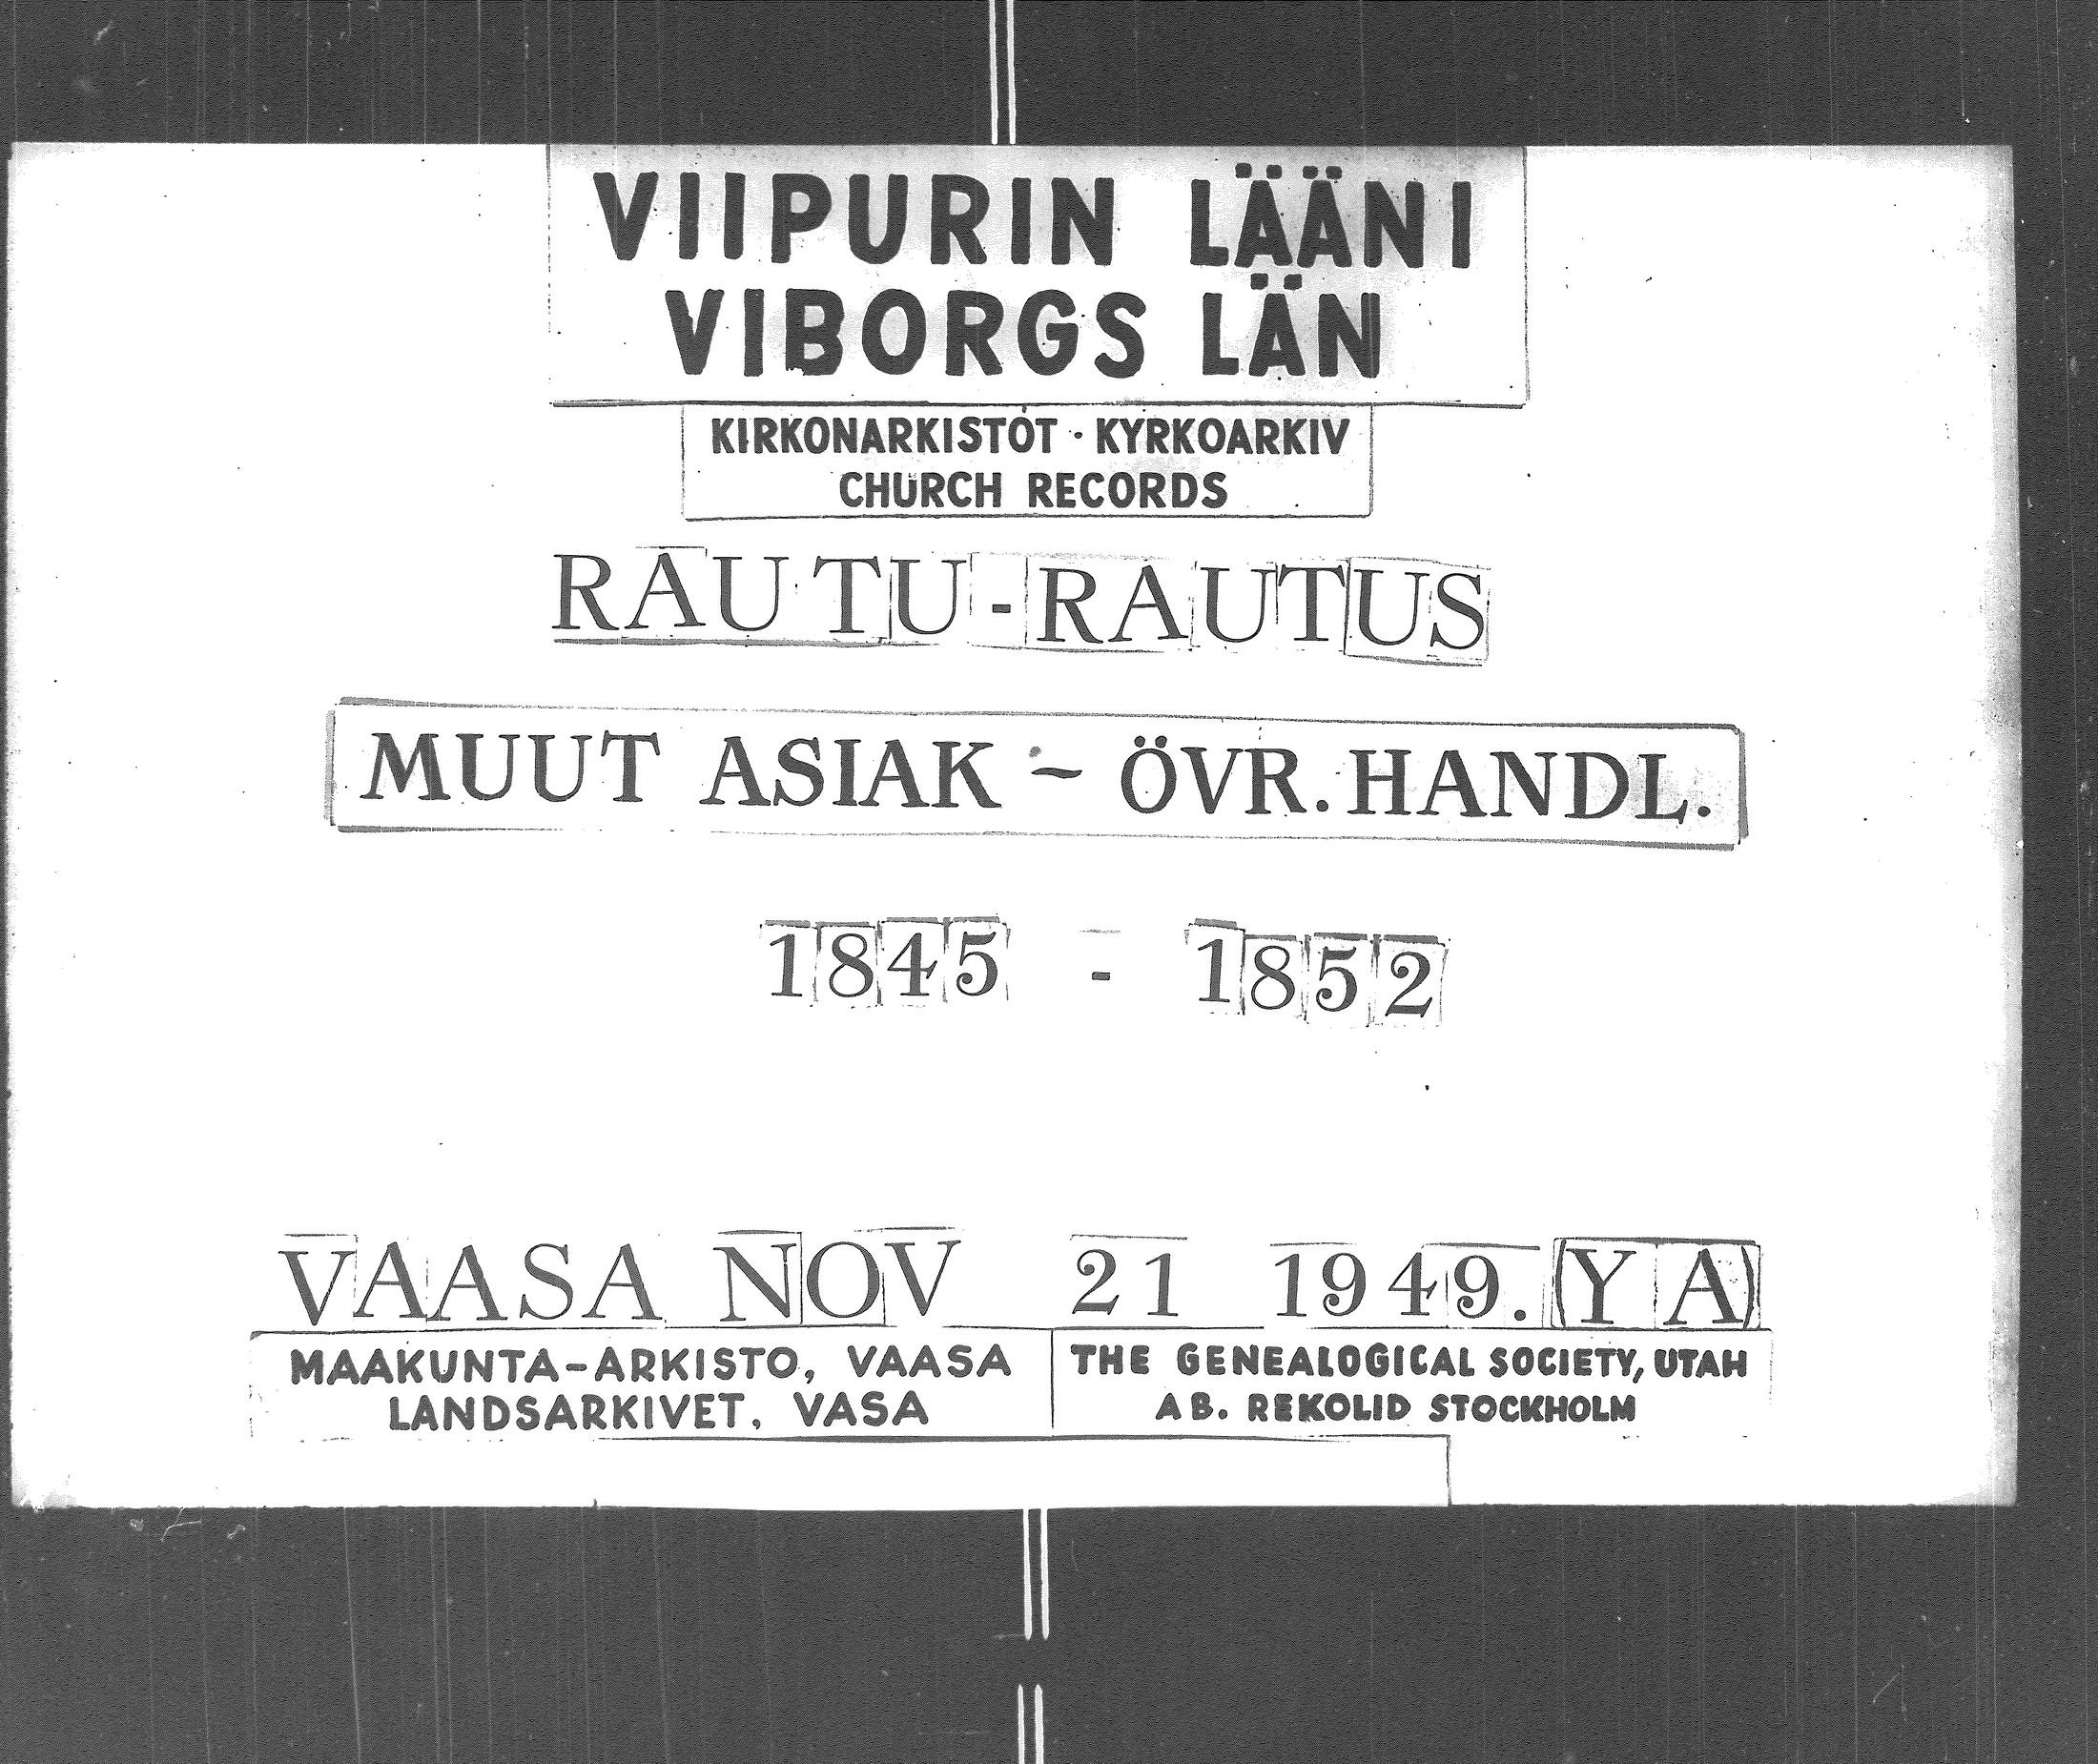 VIIPURIN LÄÄNI
VIBORGS LÄN
KIRKONARKISTOT · KYRKOARKIV
CHURCH RECORDS
RAUTU - RAUTUS
MUUT ASIAK ~ ÖVR. HANDL.
1845 - 1852
VAASA NOV 21 1949. (YA)
MAAKUNTA-ARKISTO, VAASA
LANDSARKIVET, VASA
THE GENEALOGICAL SOCIETY, UTAH
AB. REKOLID STOCKHOLM